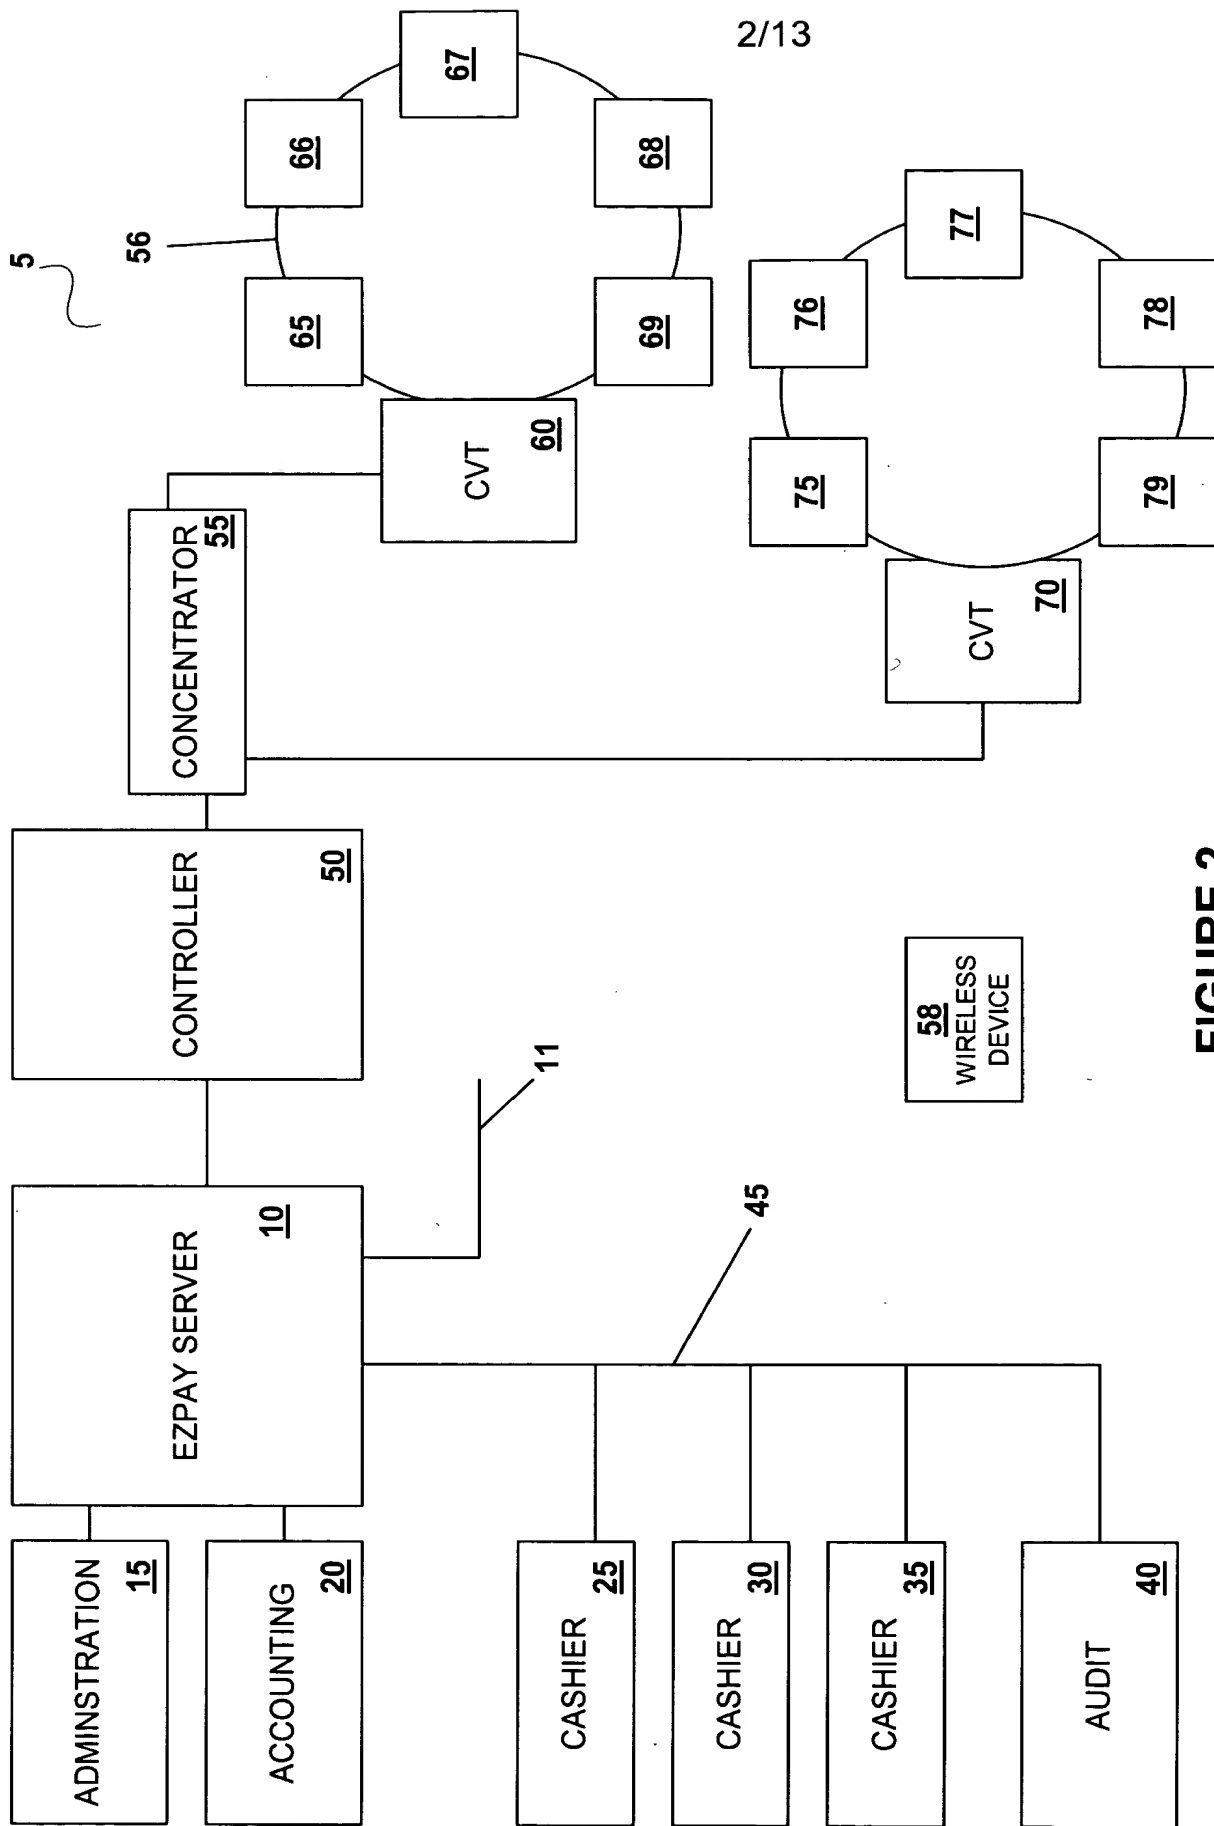 2/13
5
ADMINSTRATION
15
ACCOUNTING
20
EZPAY SERVER
10
CONTROLLER
50
CONCENTRATOR
55
56
65
66
67
68
69
CVT
60
75
76
77
78
79
CVT
70
11
45
58
WIRELESS
DEVICE
CASHIER
25
CASHIER
30
CASHIER
35
AUDIT
40
FIGURE 2